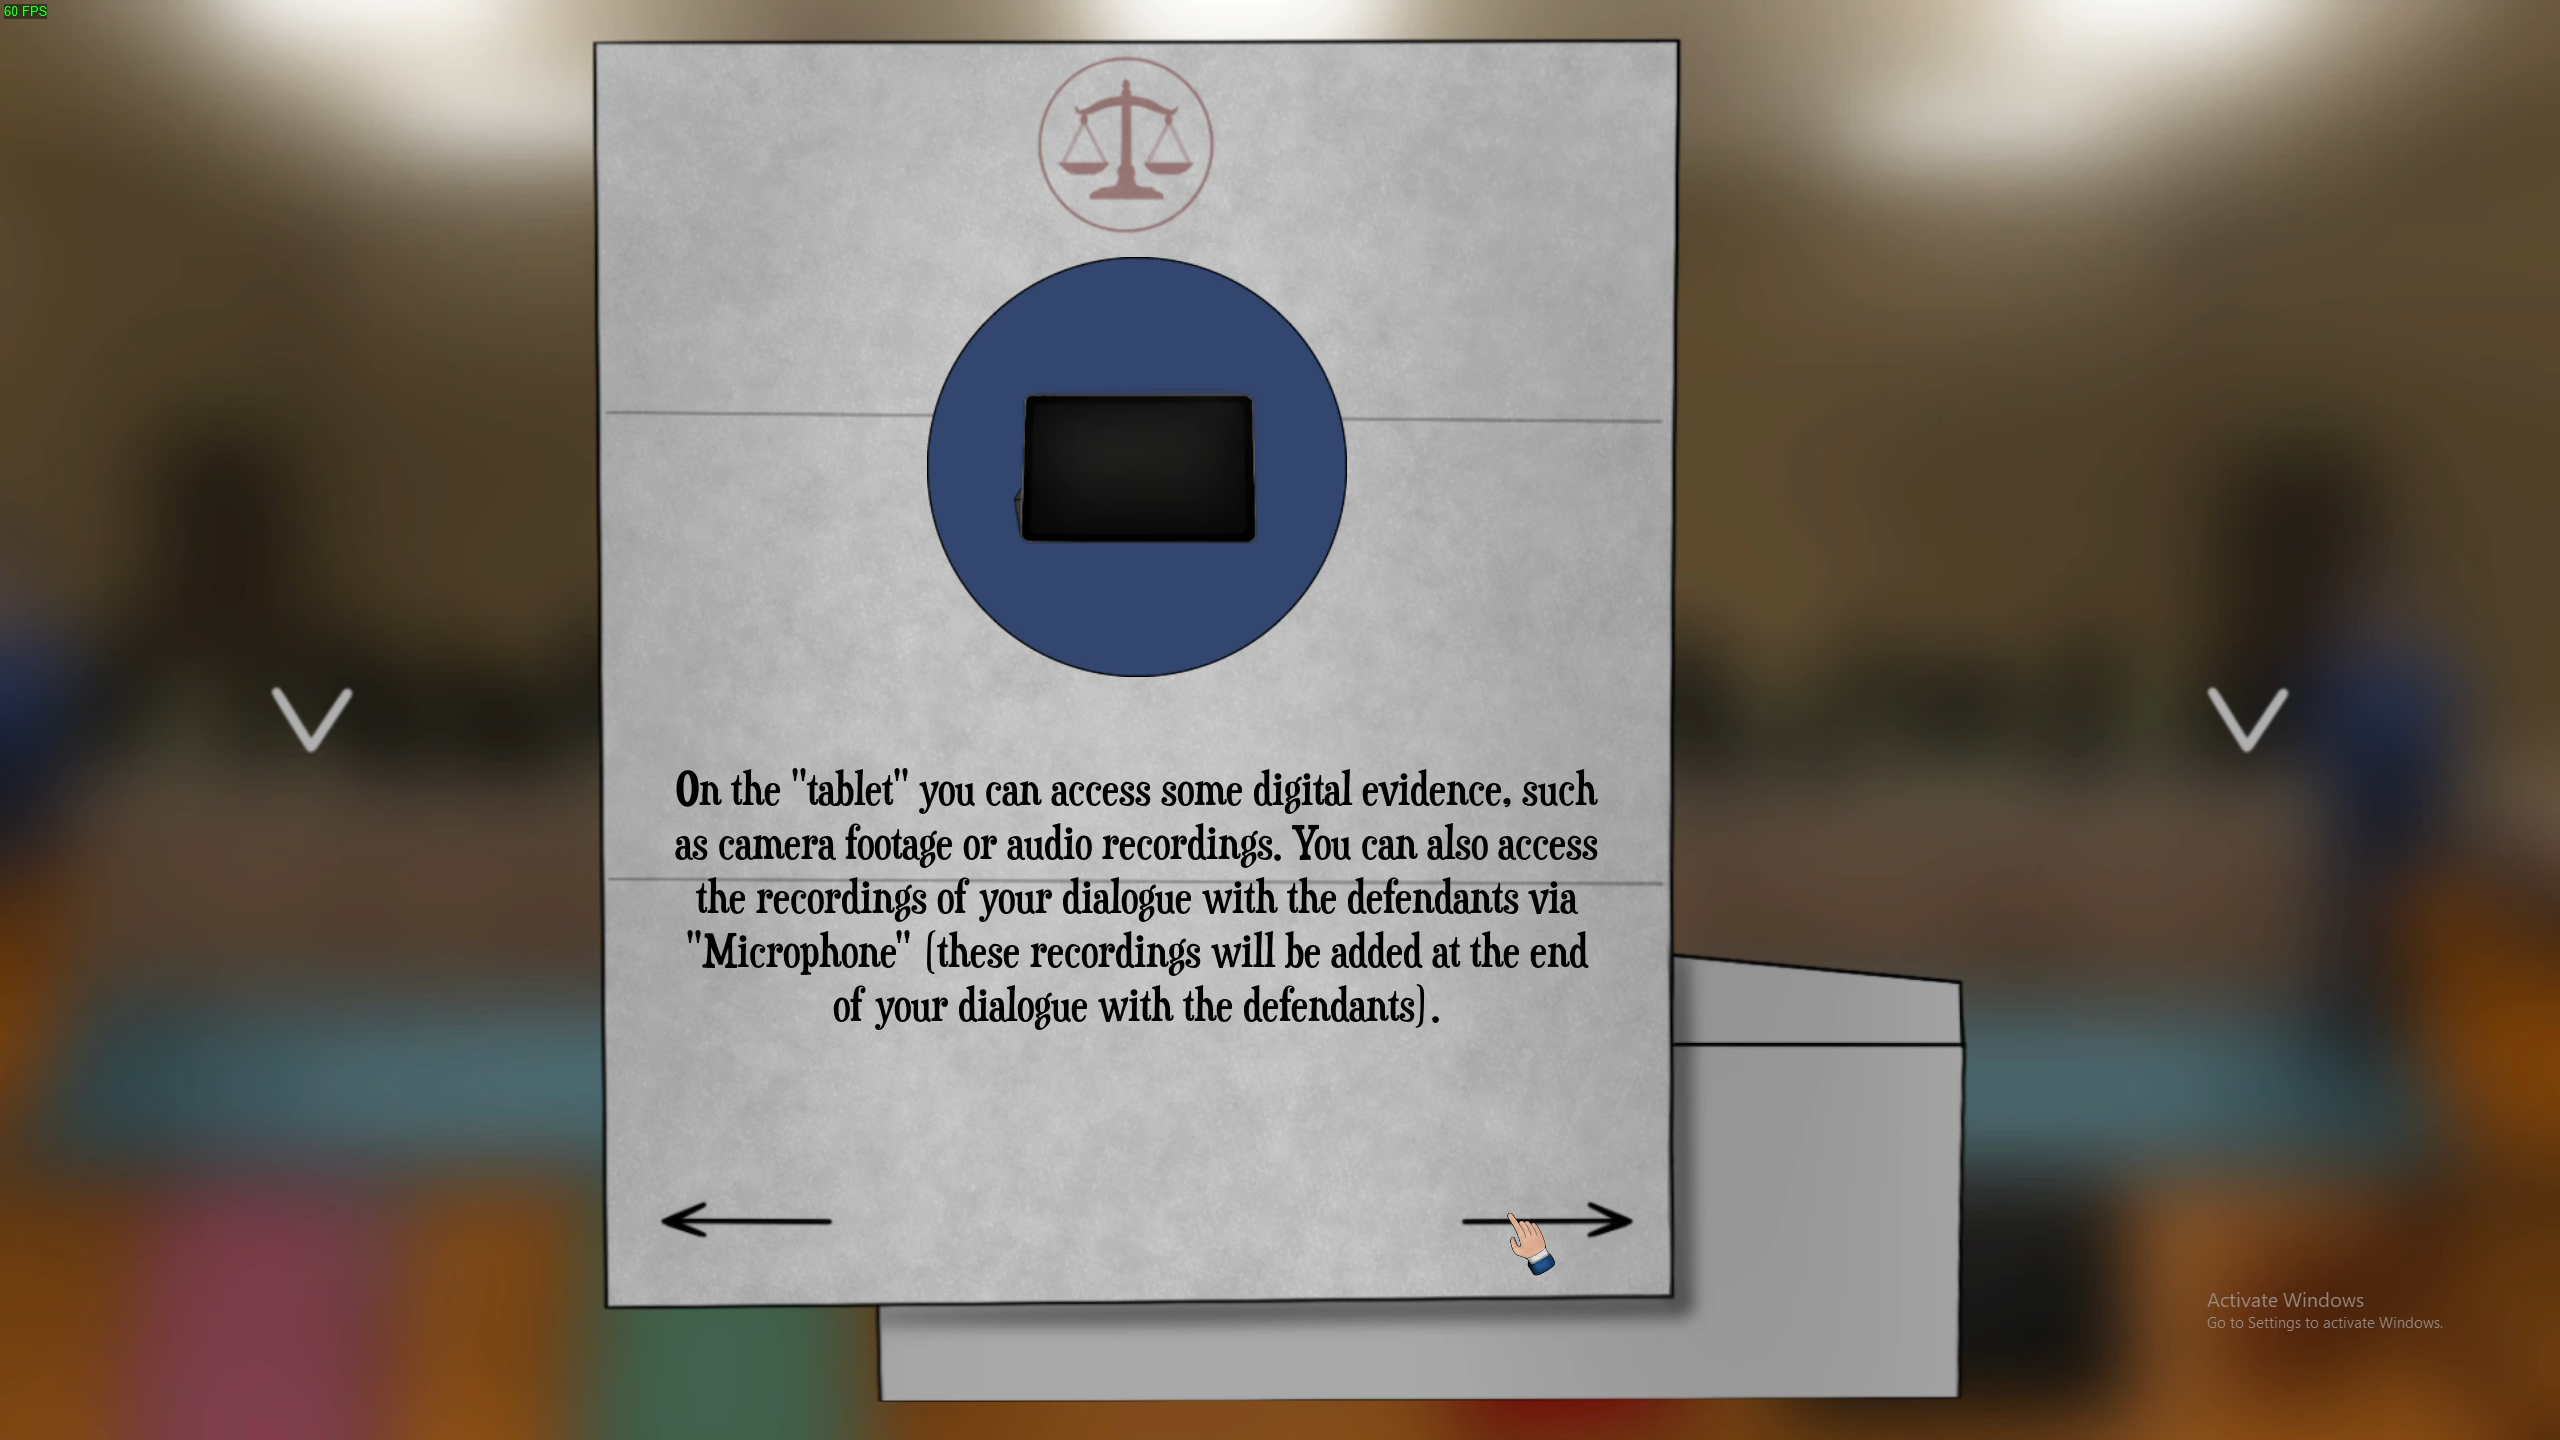 60 FPS
On the "tablet" you can access some digital evidence, such
as camera footage or audio recordings. You can also access
the recordings of your dialogue with the defendants via
"Microphone" (these recordings will be added at the end
of your dialogue with the defendants).
Activate Windows
Go to Settings to activate Windows.